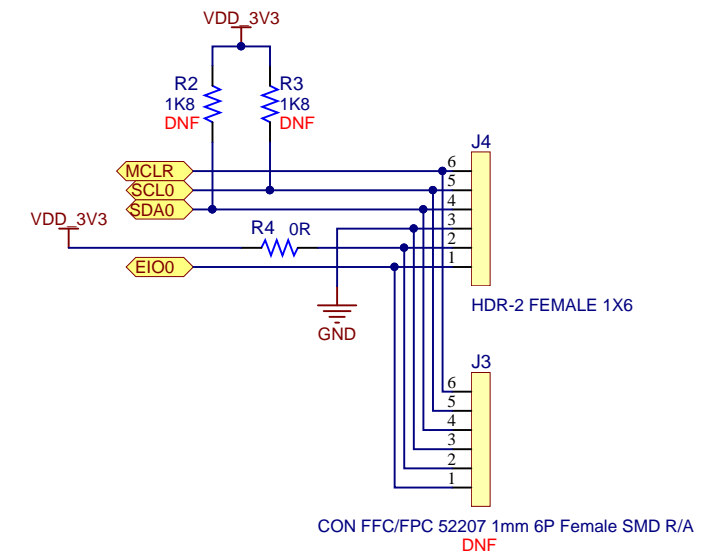 VDD_3V3
R2
1K8
DNF
R3
1K8
DNF
J4
MCLR
SCL0
SDA0
6
5
4
3
2
1
VDD_3V3
R4 0R
EIO0
GND
HDR-2 FEMALE 1X6
J3
6
5
4
3
2
1
CON FFC/FPC 52207 1mm 6P Female SMD R/A
DNF